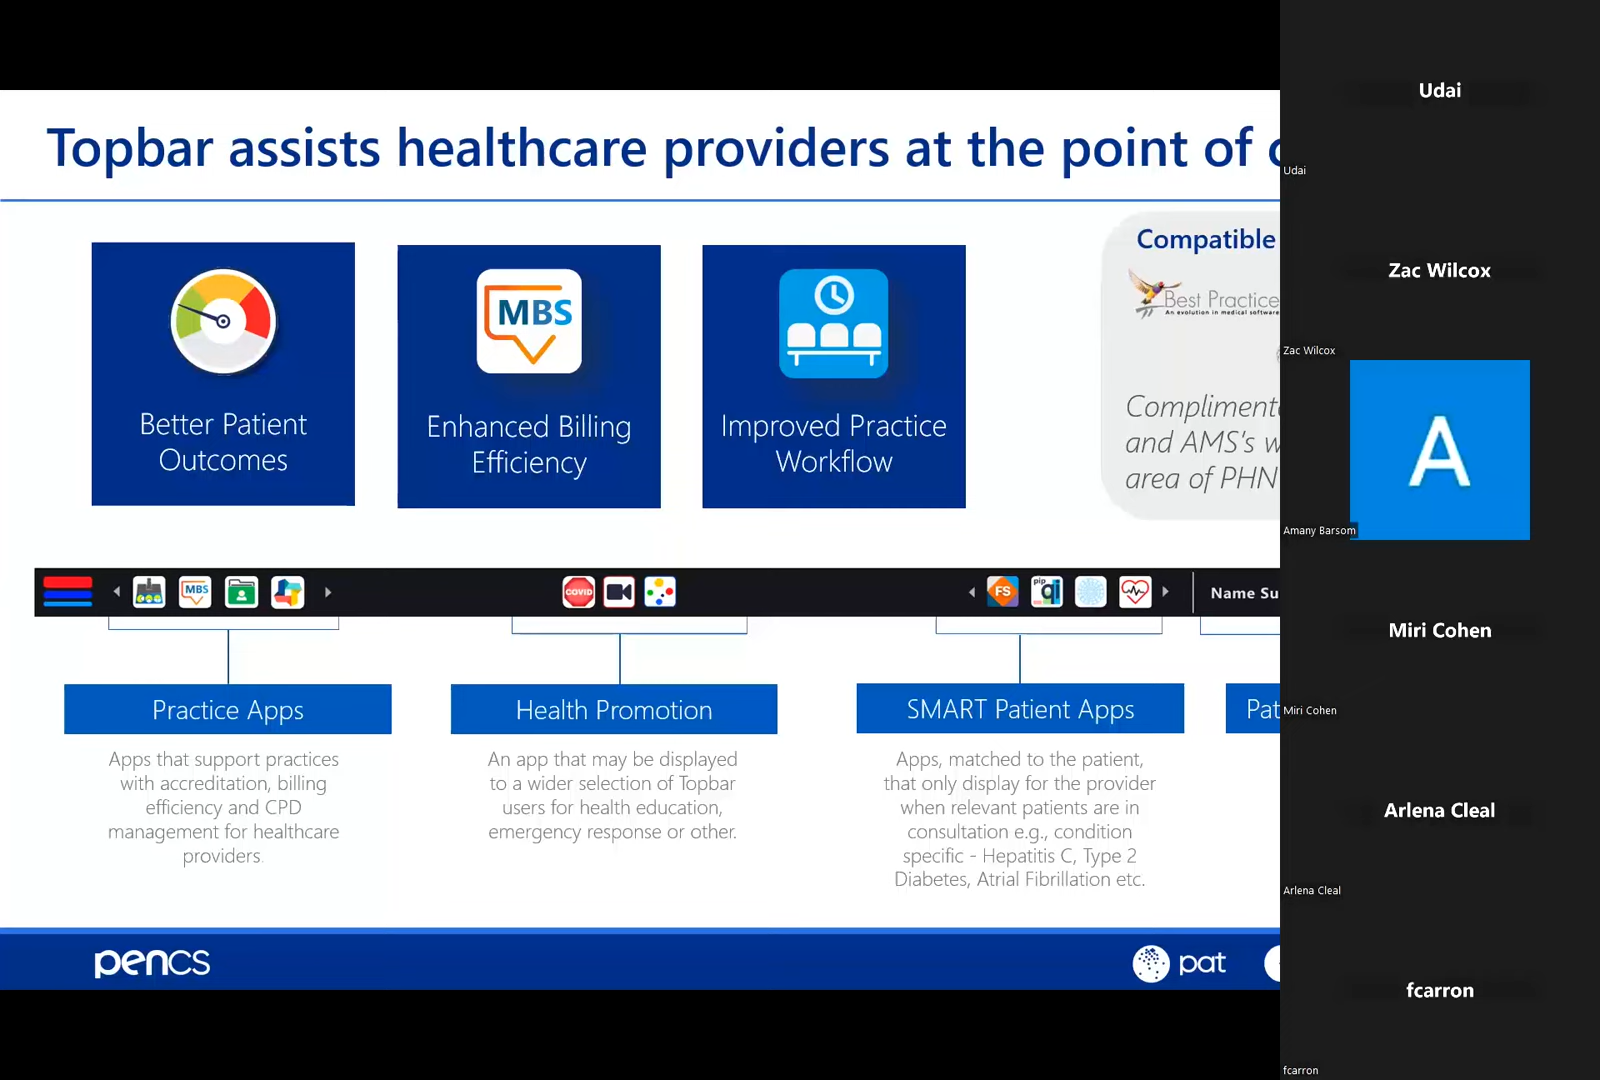 Topbar assists healthcare providers at the point of
Compatible
Best Practice
An evolution in medical software
MBS
Better Patient
Outcomes
Enhanced Billing
Efficiency
Improved Practice
Workflow
and AMS's
area of PHN
MBS
COVID
FS
pip
qi
Name Su
Practice Apps
Health Promotion
SMART Patient Apps
Pat
Apps that support practices
with accreditation, billing
efficiency and CPD
management for healthcare
providers.
An app that may be displayed
to a wider selection of Topbar
users for health education,
emergency response or other.
Apps, matched to the patient,
that only display for the provider
when relevant patients are in
consultation e.g., condition
specific - Hepatitis C, Type 2
Diabetes, Atrial Fibrillation etc.
pencs
pat
Udai
Udai
Zac Wilcox
Zac Wilcox
A
Amany Barsom
Miri Cohen
Miri Cohen
Arlena Cleal
Arlena Cleal
fcarron
fcarron